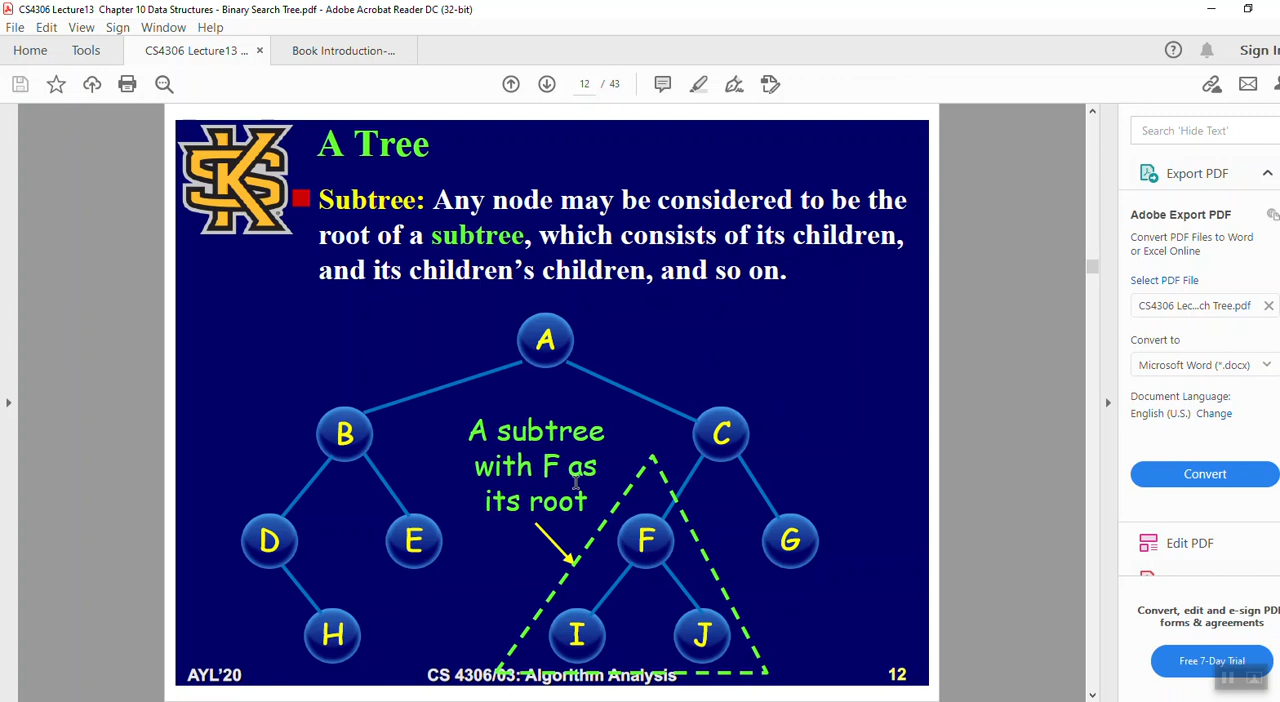 CS4306 Lecture13  Chapter 10 Data Structures - Binary Search Tree.pdf - Adobe Acrobat Reader DC (32-bit)
File Edit View Sign Window Help
Home Tools CS4306 Lecture13 ... × Book Introduction-... ? Sign In
12 / 43
KS
A Tree
Subtree: Any node may be considered to be the
root of a subtree, which consists of its children,
and its children's children, and so on.
A
B
C
A subtree
with F as
its root
D
E
F
G
H
I
J
AYL'20
CS 4306/03: Algorithm Analysis
12
Search 'Hide Text'
Export PDF
Adobe Export PDF
Convert PDF Files to Word
or Excel Online
Select PDF File
CS4306 Lec...ch Tree.pdf
Convert to
Microsoft Word (*.docx)
Document Language:
English (U.S.) Change
Convert
Edit PDF
Convert, edit and e-sign PDF
forms & agreements
Free 7-Day Trial